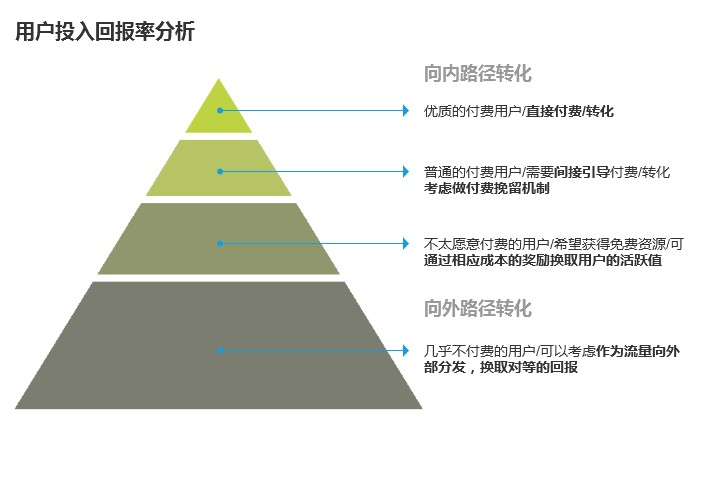 用户投入回报率分析
向内路径转化
优质的付费用户/直接付费/转化
普通的付费用户/需要间接引导付费/转化
考虑做付费挽留机制
不太愿意付费的用户/希望获得免费资源/可
通过相应成本的奖励换取用户的活跃值
向外路径转化
几乎不付费的用户/可以考虑作为流量向外
部分发，换取对等的回报